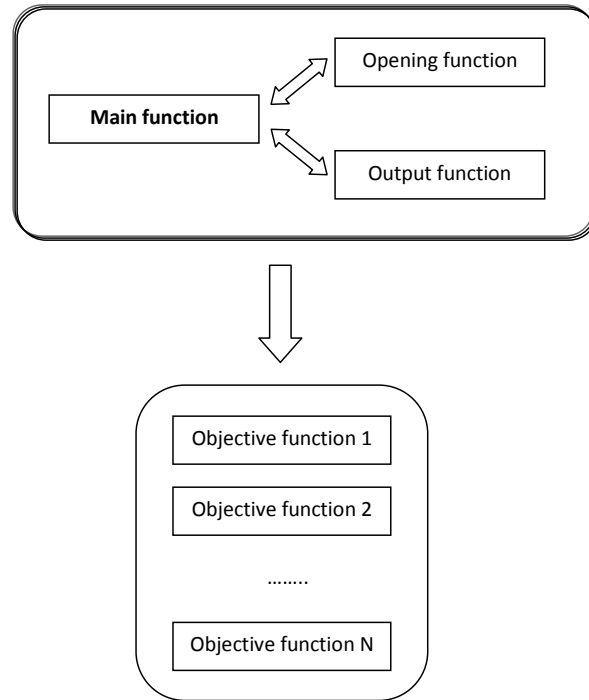 Opening function
Main function
Output function
Objective function 1
Objective function 2
……..
Objective function N